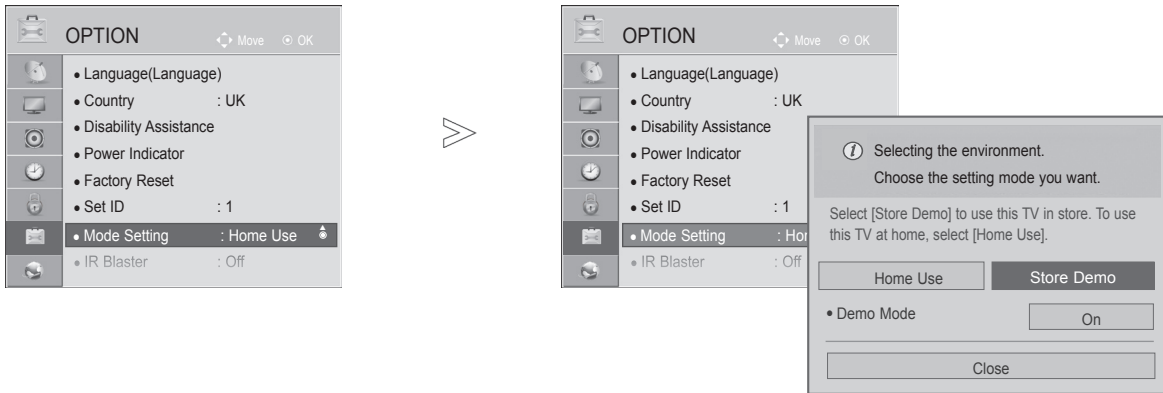 OPTION
Move OK
• Language(Language)
• Country : UK
• Disability Assistance
• Power Indicator
• Factory Reset
• Set ID : 1
• Mode Setting : Home Use
• IR Blaster : Off
OPTION
Move OK
• Language(Language)
• Country : UK
• Disability Assistance
• Power Indicator
• Factory Reset
• Set ID : 1
• Mode Setting : Hor
• IR Blaster : Off
i Selecting the environment.
Choose the setting mode you want.
Select [Store Demo] to use this TV in store. To use
this TV at home, select [Home Use].
Home Use Store Demo
• Demo Mode On
Close